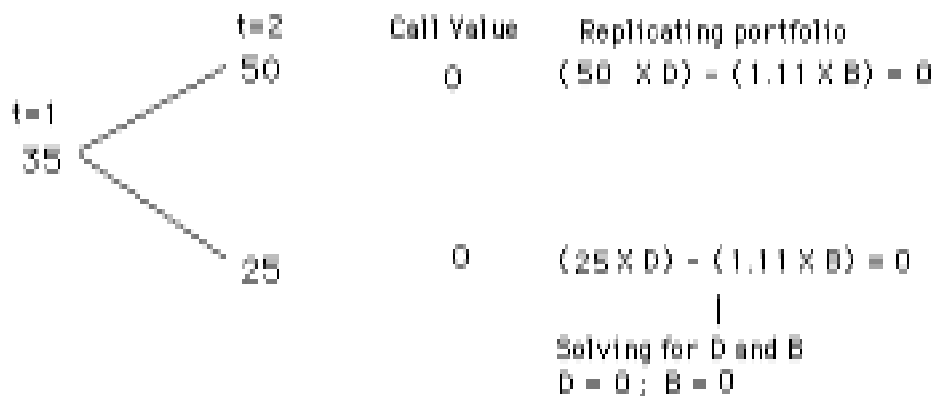 t=2 Call Value Replicating portfolio
50 0 (50 X D) - (1.11 X B) = 0
t=1
35
25 0 (25 X D) - (1.11 X B) = 0
Solving for D and B
D = 0 ; B = 0